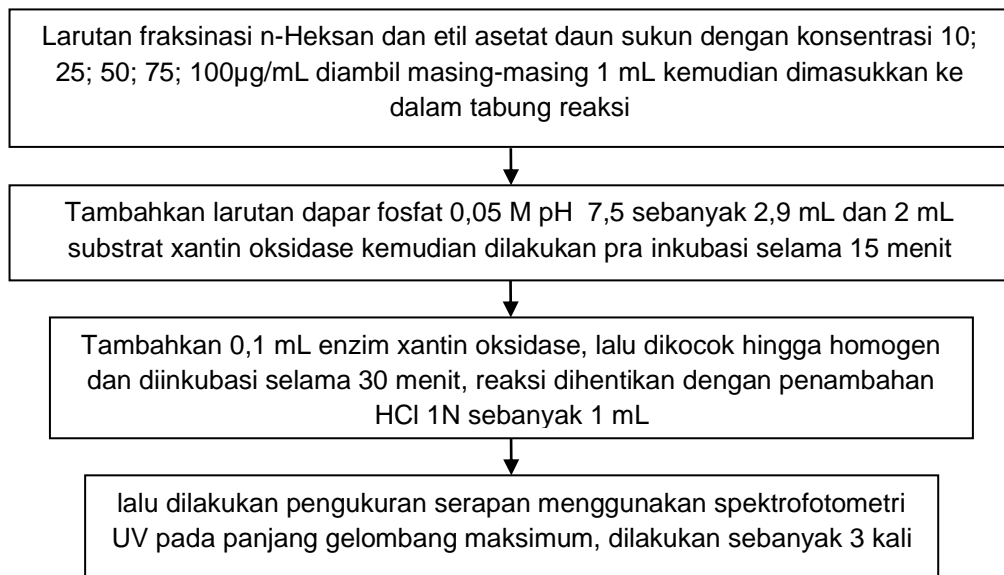 Larutan fraksinasi n-Heksan dan etil asetat daun sukun dengan konsentrasi 10;
25; 50; 75; 100µg/mL diambil masing-masing 1 mL kemudian dimasukkan ke
dalam tabung reaksi
Tambahkan larutan dapar fosfat 0,05 M pH  7,5 sebanyak 2,9 mL dan 2 mL
substrat xantin oksidase kemudian dilakukan pra inkubasi selama 15 menit
Tambahkan 0,1 mL enzim xantin oksidase, lalu dikocok hingga homogen
dan diinkubasi selama 30 menit, reaksi dihentikan dengan penambahan
HCl 1N sebanyak 1 mL
lalu dilakukan pengukuran serapan menggunakan spektrofotometri
UV pada panjang gelombang maksimum, dilakukan sebanyak 3 kali